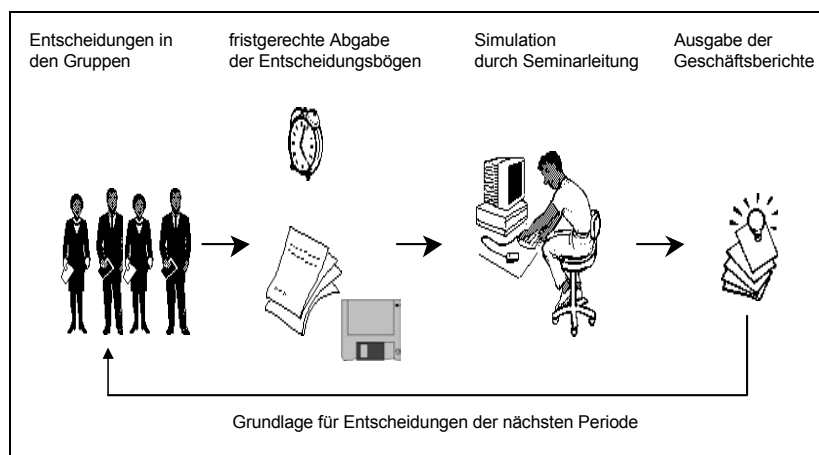 Entscheidungen in
den Gruppen
fristgerechte Abgabe
der Entscheidungsbögen
Simulation
durch Seminarleitung
Ausgabe der
Geschäftsberichte
Grundlage für Entscheidungen der nächsten Periode